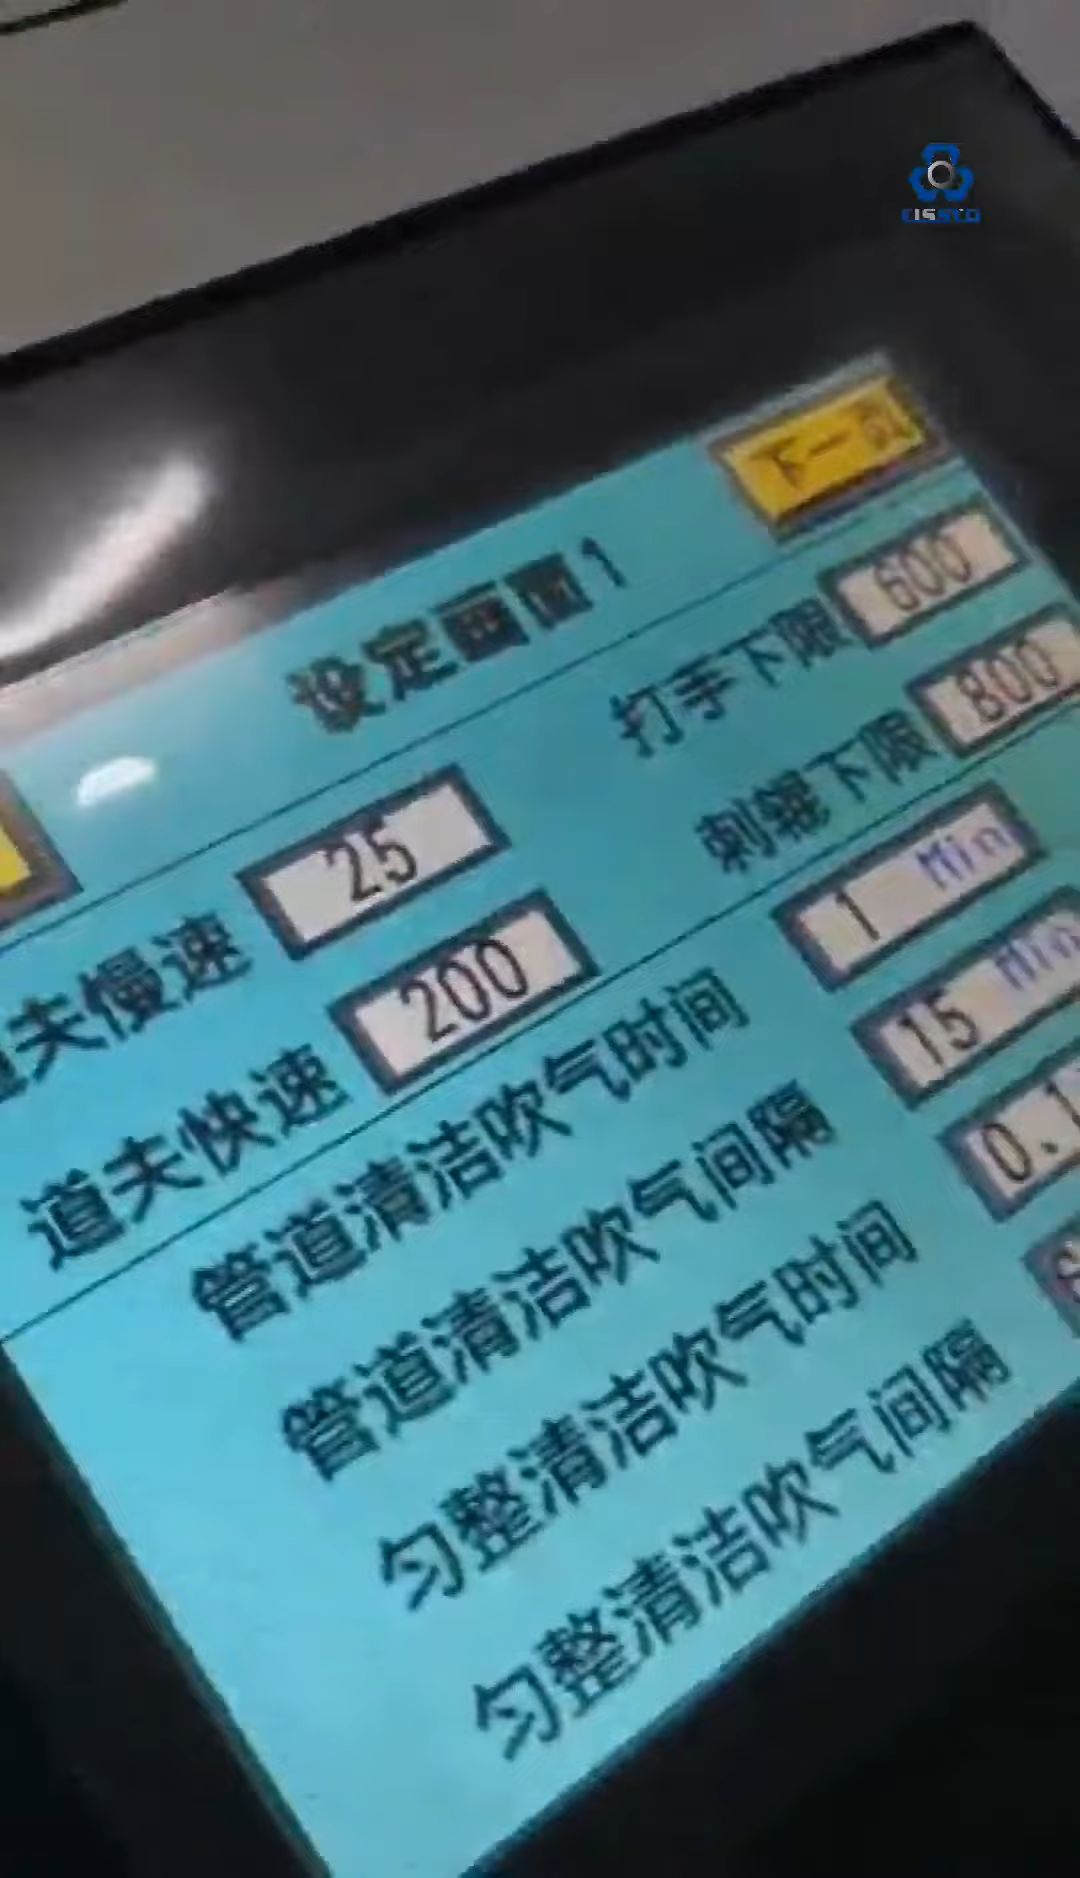 下一页
设定画面1
打手下限 600
刺辊下限 800
道夫慢速 25
道夫快速 200
管道清洁吹气时间 1 Min
管道清洁吹气间隔 15 Min
匀整清洁吹气时间 0.1
匀整清洁吹气间隔